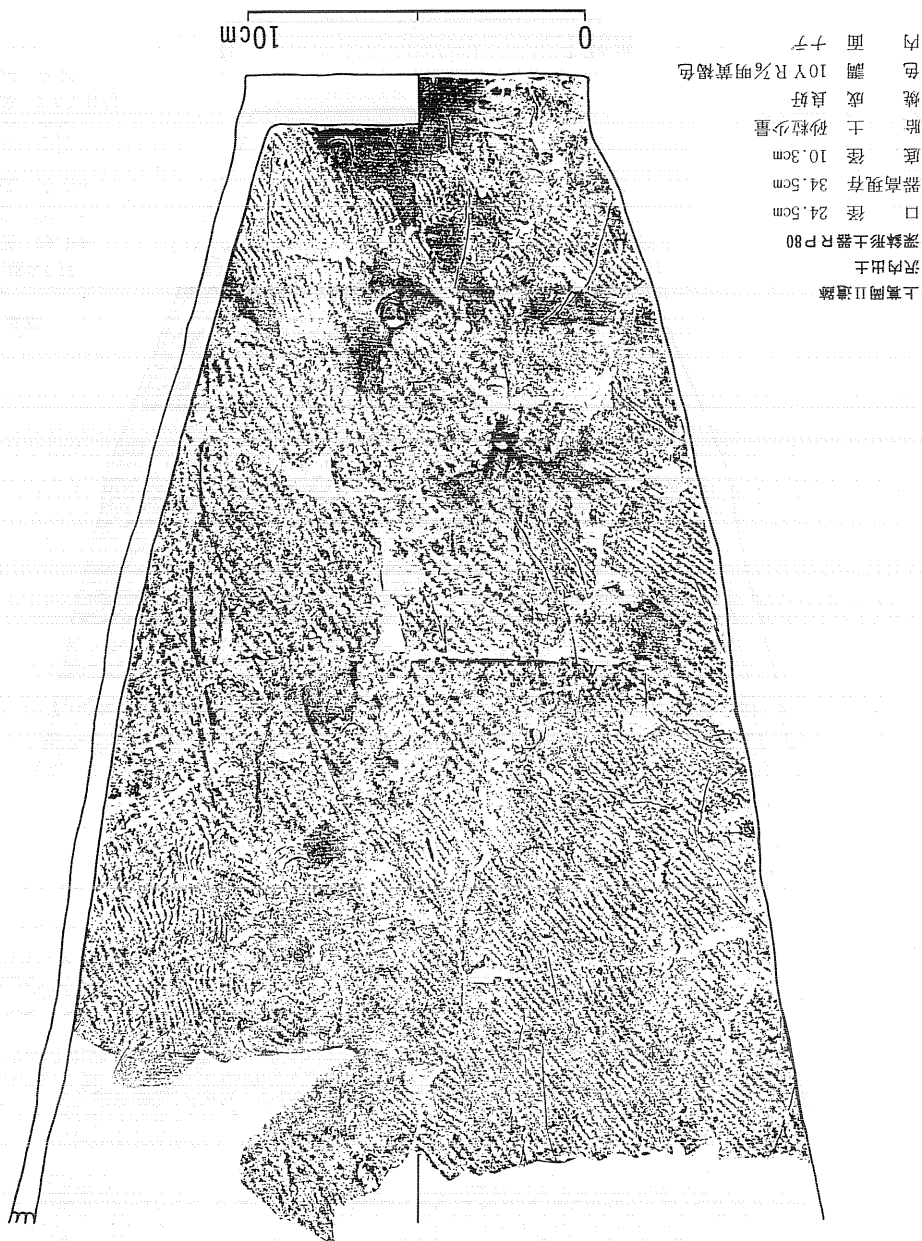 上岡II遺跡
沢内出土
深鉢形土器RP80
口径 24.5cm
器高現存 34.5cm
底径 10.3cm
胎土 砂粒少量
焼成 良好
色調 10YR7/6明黄褐色
内面 ナデ
0 10cm